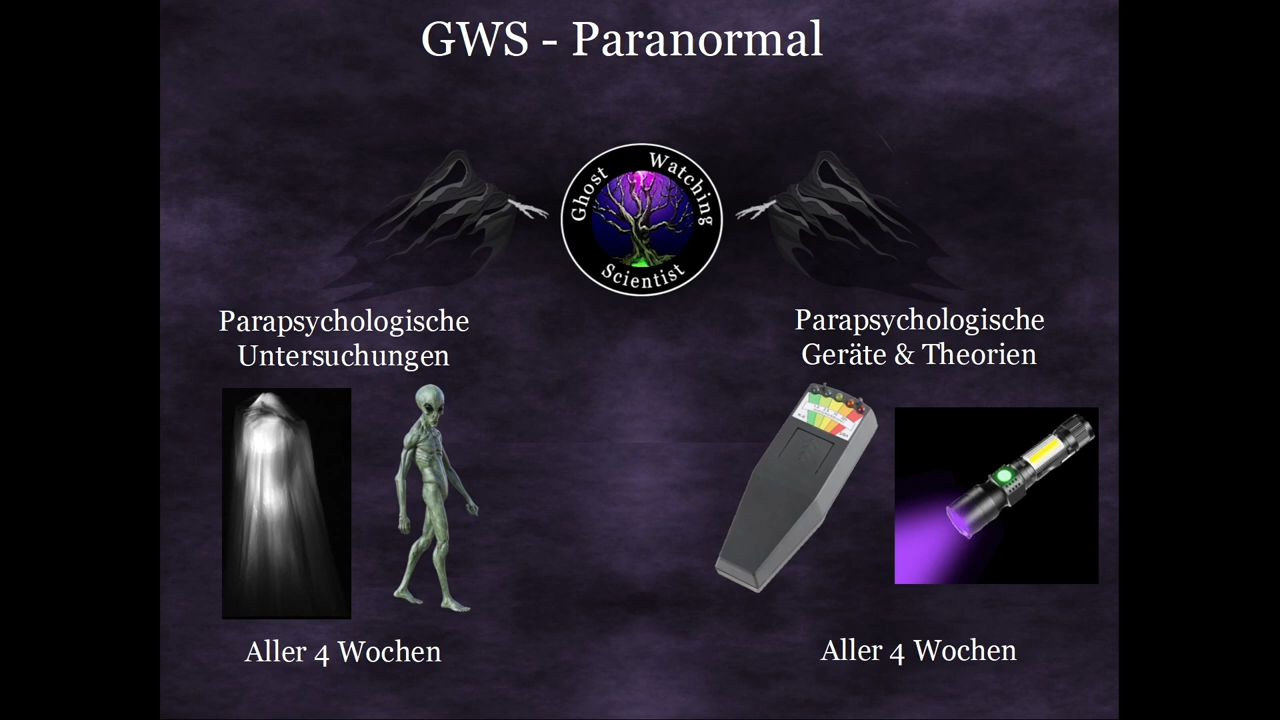 GWS - Paranormal
Ghost Watching
Scientist
Parapsychologische
Untersuchungen
Parapsychologische
Geräte & Theorien
Aller 4 Wochen
Aller 4 Wochen